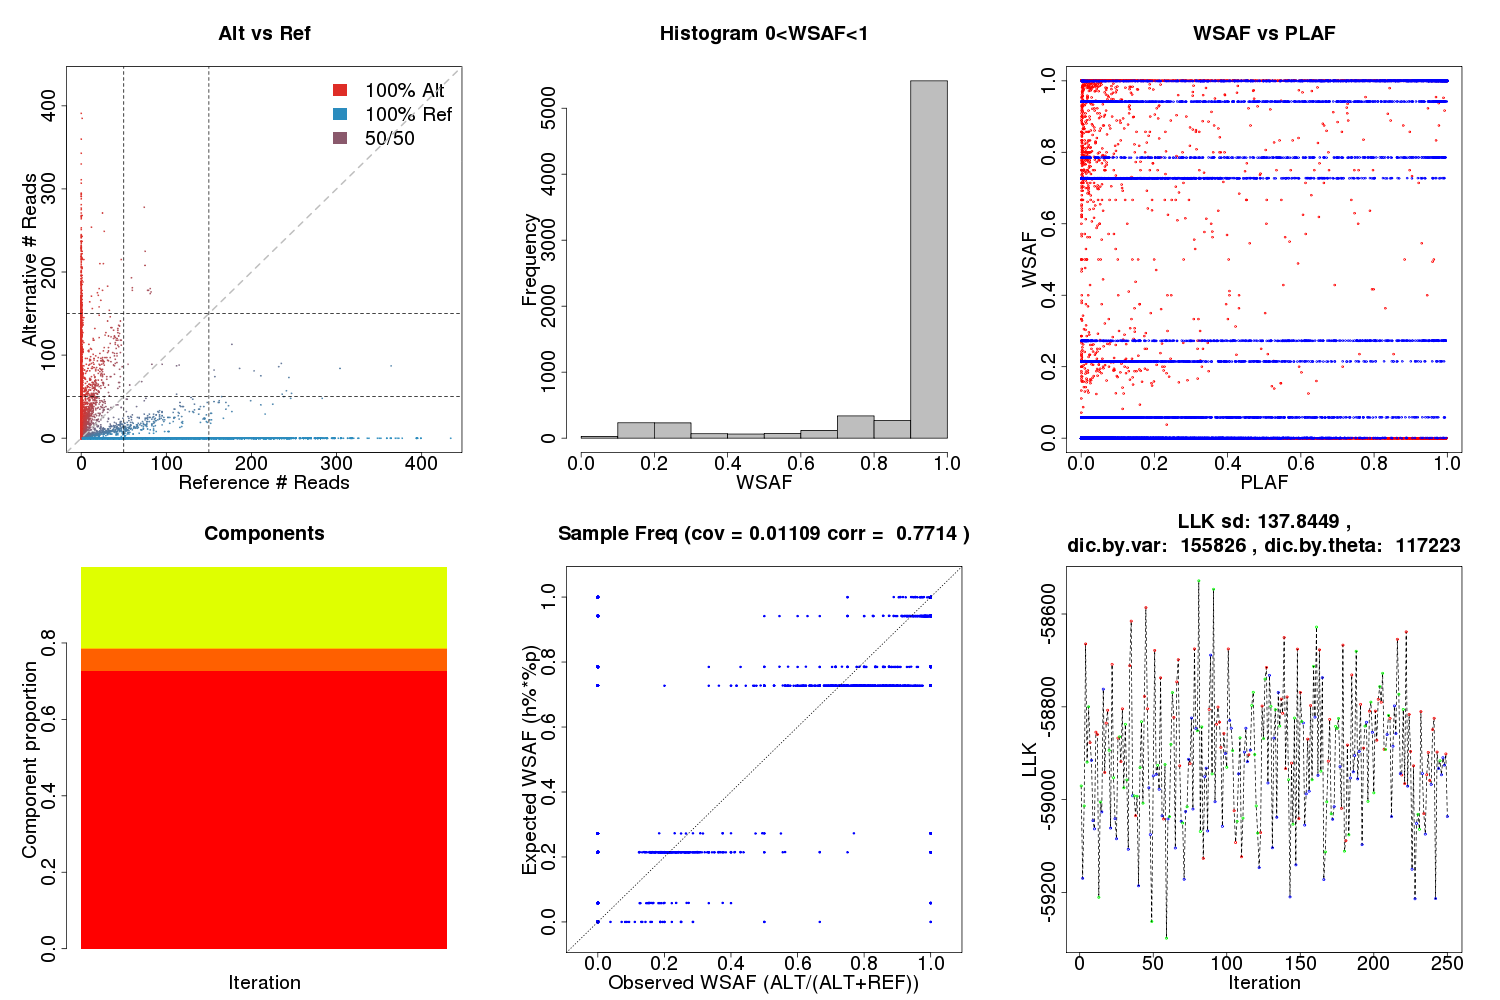 Alt vs Ref
100% Alt
100% Ref
50/50
Alternative # Reads
0 100 200 300 400
0 100 200 300 400
Reference # Reads
Histogram 0<WSAF<1
Frequency
0 1000 2000 3000 4000 5000
0.0 0.2 0.4 0.6 0.8 1.0
WSAF
WSAF vs PLAF
WSAF
0.0 0.2 0.4 0.6 0.8 1.0
0.0 0.2 0.4 0.6 0.8 1.0
PLAF
Components
Component proportion
0.0 0.2 0.4 0.6 0.8
Iteration
Sample Freq (cov = 0.01109 corr = 0.7714 )
Expected WSAF (h%*%p)
0.0 0.2 0.4 0.6 0.8 1.0
0.0 0.2 0.4 0.6 0.8 1.0
Observed WSAF (ALT/(ALT+REF))
LLK sd: 137.8449 ,
dic.by.var: 155826 , dic.by.theta: 117223
LLK
-59200 -59000 -58800 -58600
0 50 100 150 200 250
Iteration